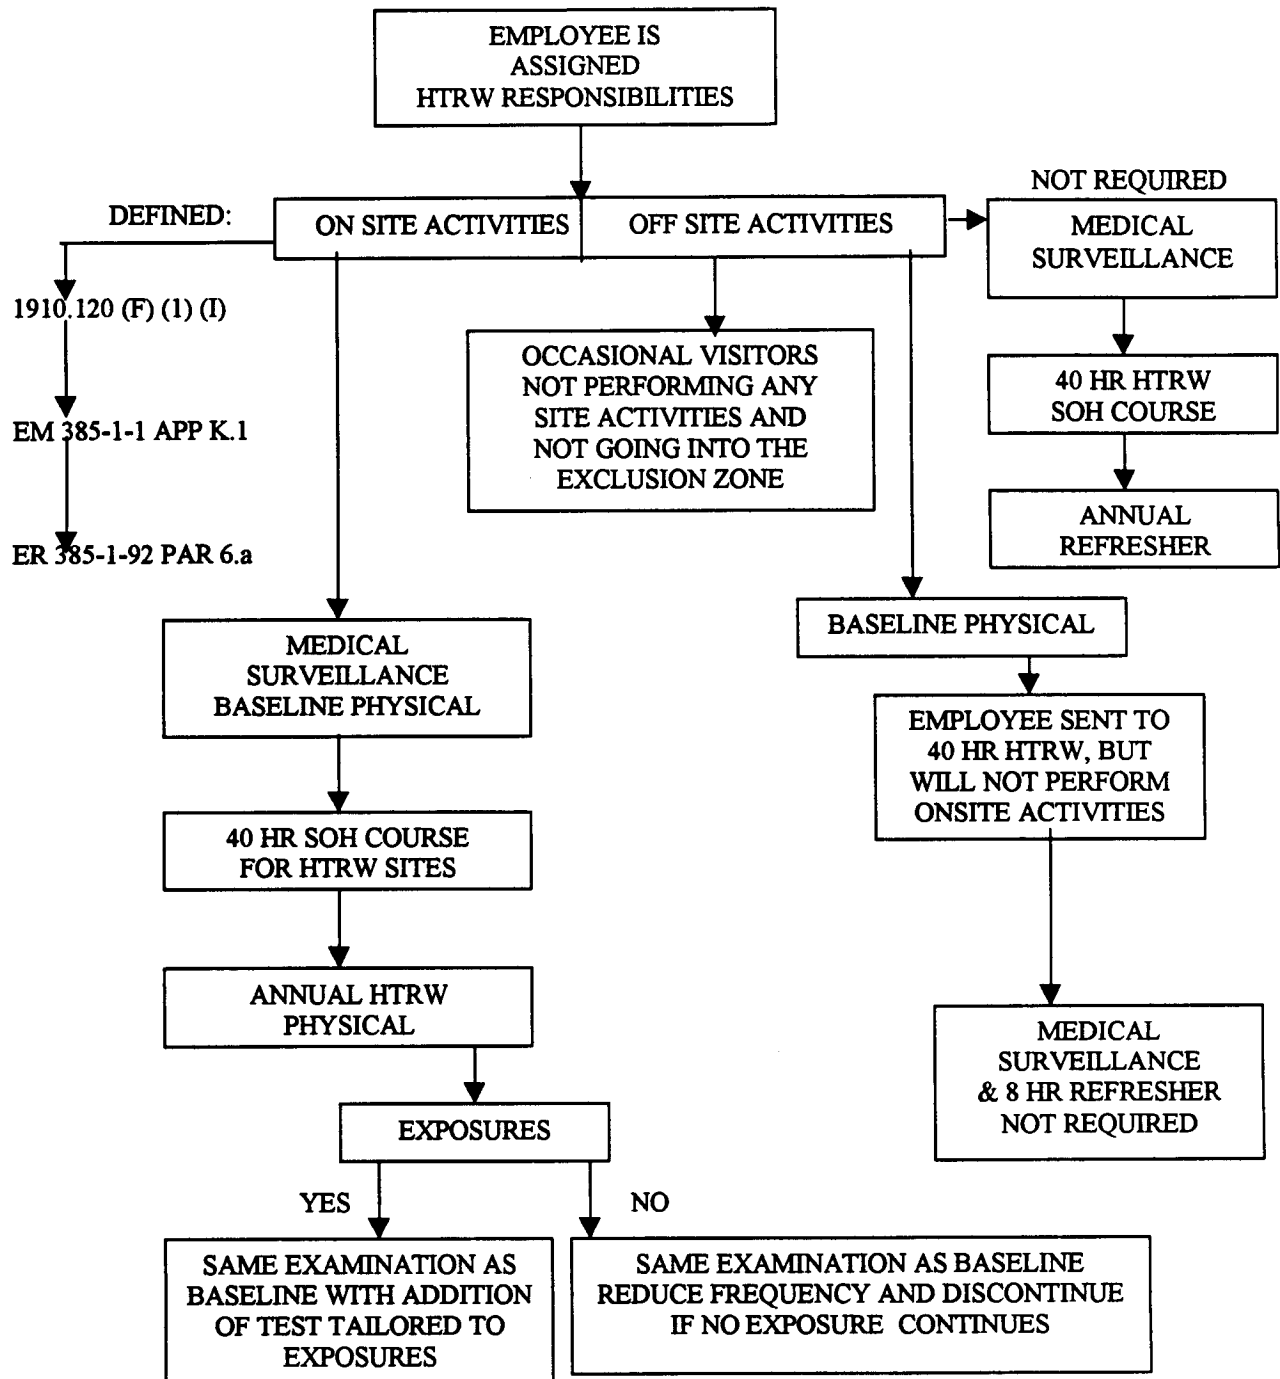 EMPLOYEE IS
ASSIGNED
HTRW RESPONSIBILITIES
DEFINED:
ON SITE ACTIVITIES
OFF SITE ACTIVITIES
NOT REQUIRED
MEDICAL
SURVEILLANCE
1910.120 (F) (1) (I)
EM 385-1-1 APP K.1
ER 385-1-92 PAR 6.a
OCCASIONAL VISITORS
NOT PERFORMING ANY
SITE ACTIVITIES AND
NOT GOING INTO THE
EXCLUSION ZONE
40 HR HTRW
SOH COURSE
ANNUAL
REFRESHER
MEDICAL
SURVEILLANCE
BASELINE PHYSICAL
BASELINE PHYSICAL
EMPLOYEE SENT TO
40 HR HTRW, BUT
WILL NOT PERFORM
ONSITE ACTIVITIES
40 HR SOH COURSE
FOR HTRW SITES
ANNUAL HTRW
PHYSICAL
MEDICAL
SURVEILLANCE
& 8 HR REFRESHER
NOT REQUIRED
EXPOSURES
YES
NO
SAME EXAMINATION AS
BASELINE WITH ADDITION
OF TEST TAILORED TO
EXPOSURES
SAME EXAMINATION AS BASELINE
REDUCE FREQUENCY AND DISCONTINUE
IF NO EXPOSURE CONTINUES